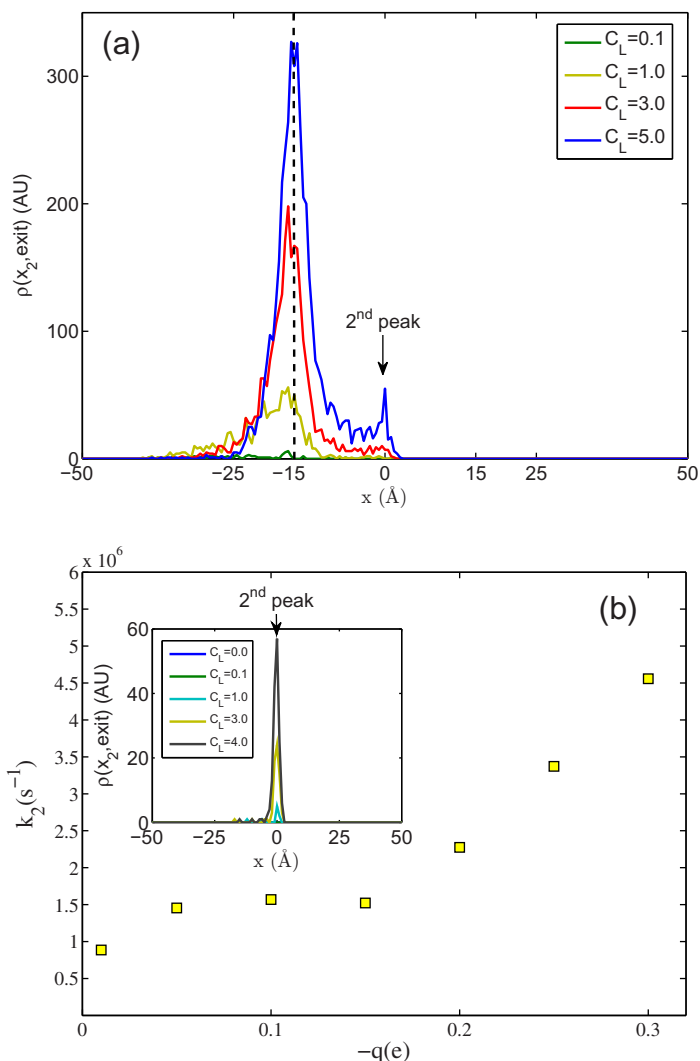 (a)
C_L=0.1
C_L=1.0
C_L=3.0
C_L=5.0
300
200
100
0
ρ(x_2,exit) (AU)
2^nd peak
−50 −25 −15 0 15 25 50
x (Å)
x 10^6
(b)
6
5.5
5
4.5
4
3.5
3
2.5
2
1.5
1
0.5
k_2(s^−1)
2^nd peak
60
40
20
0
ρ(x_2,exit) (AU)
C_L=0.0
C_L=0.1
C_L=1.0
C_L=3.0
C_L=4.0
−50 −25 0 25 50
x (Å)
0 0.1 0.2 0.3
−q(e)